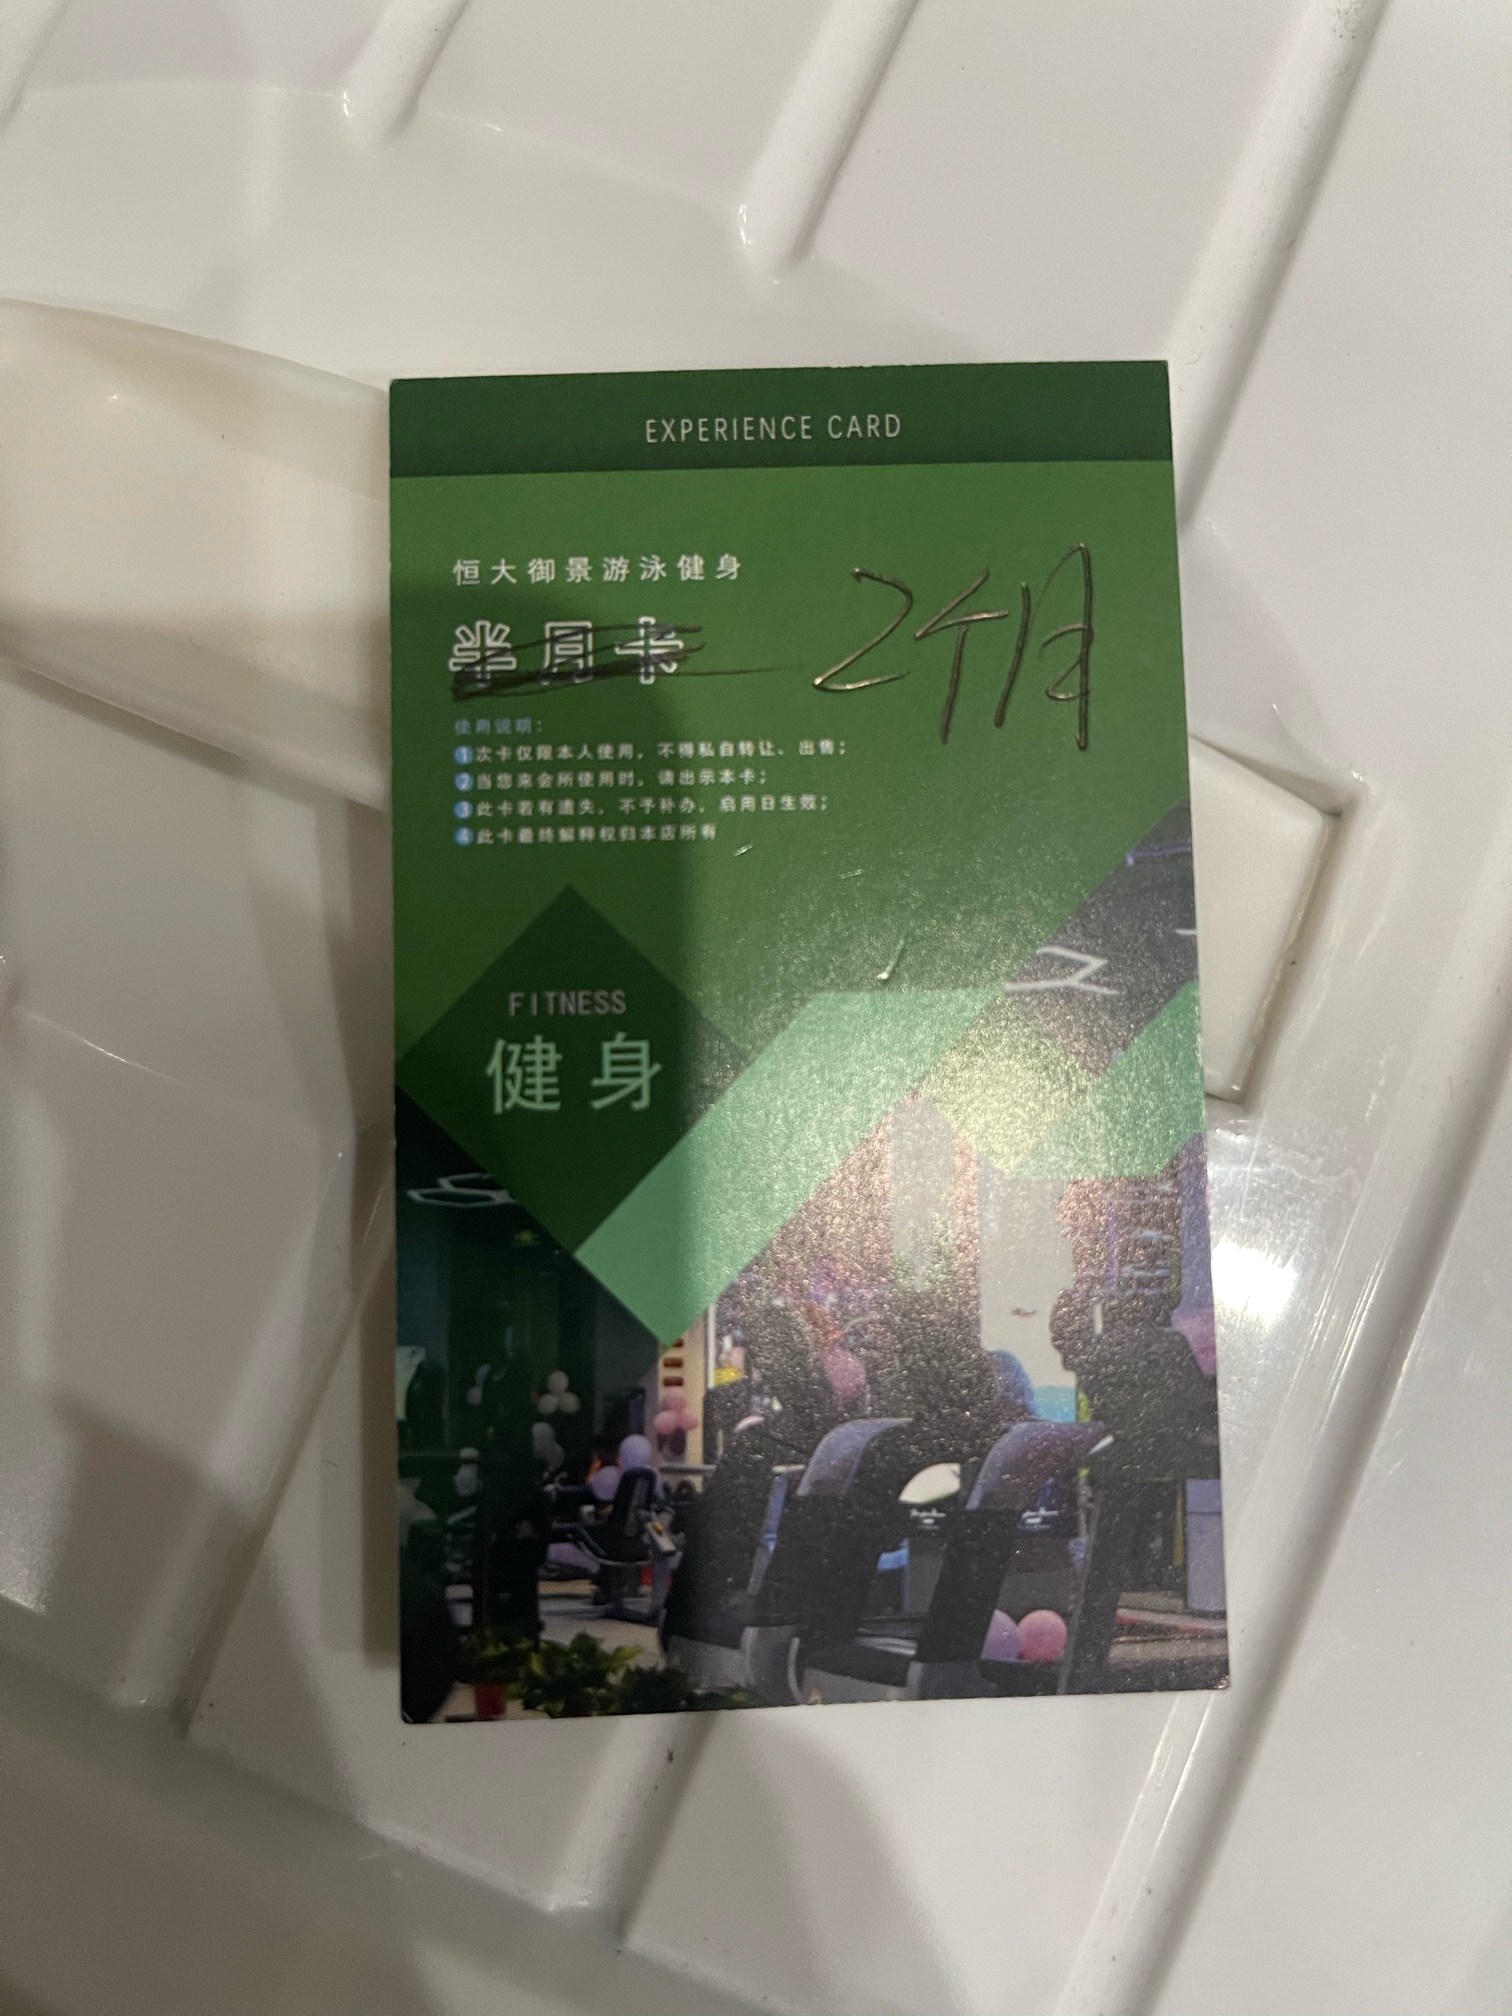 EXPERIENCE CARD
恒大御景游泳健身
半月卡 2个月
使用说明：
①次卡仅限本人使用，不得私自转让、出售；
②当您来会所使用时，请出示本卡；
③此卡若有遗失，不予补办，启用日生效；
④此卡最终解释权归本店所有
FITNESS
健身